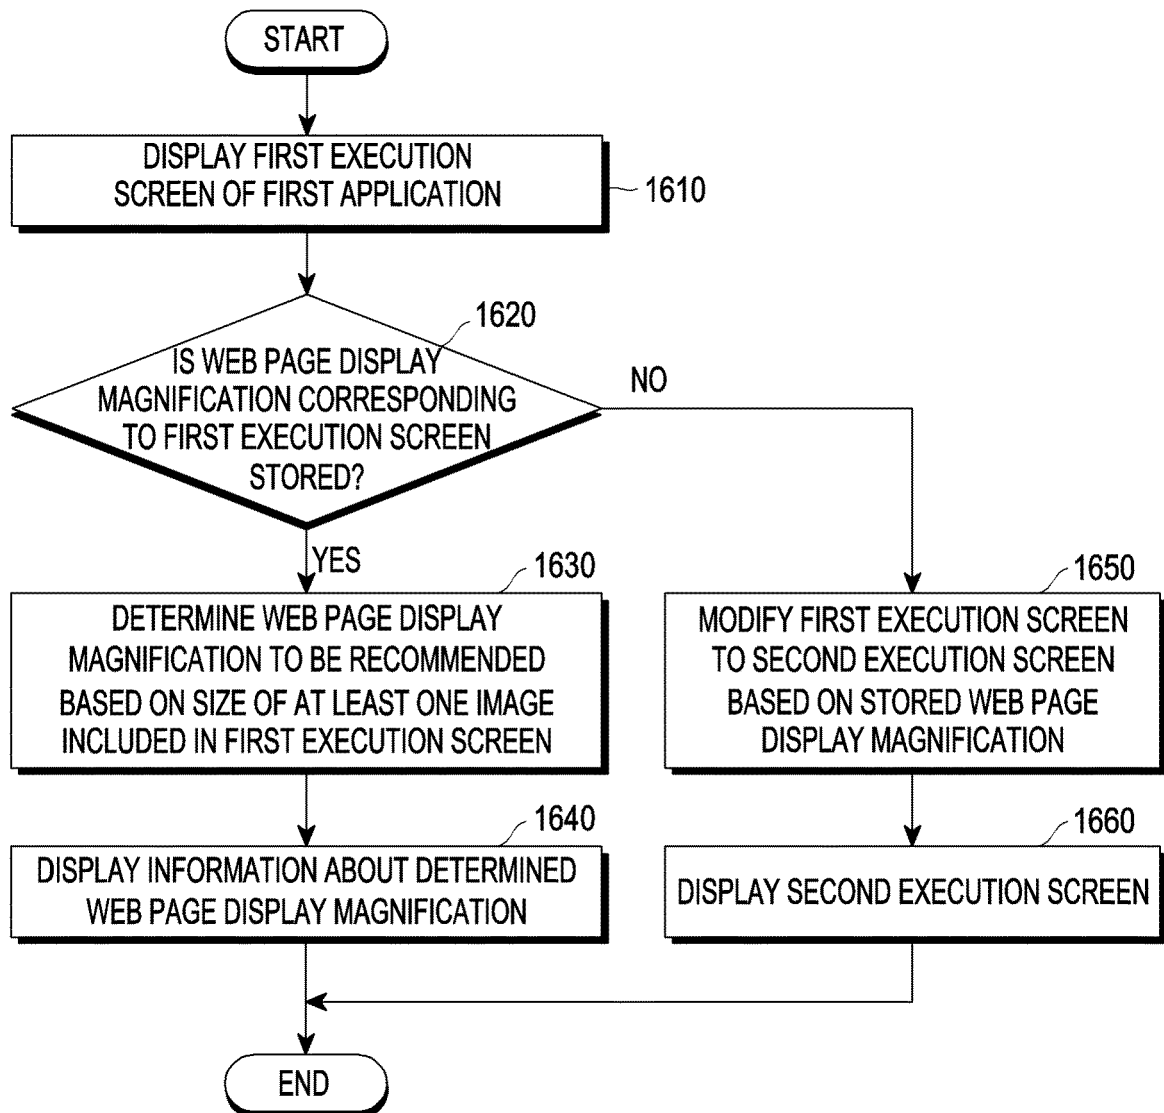 START
DISPLAY FIRST EXECUTION
SCREEN OF FIRST APPLICATION
1610
1620
IS WEB PAGE DISPLAY
MAGNIFICATION CORRESPONDING
TO FIRST EXECUTION SCREEN
STORED?
NO
YES
1630
DETERMINE WEB PAGE DISPLAY
MAGNIFICATION TO BE RECOMMENDED
BASED ON SIZE OF AT LEAST ONE IMAGE
INCLUDED IN FIRST EXECUTION SCREEN
1650
MODIFY FIRST EXECUTION SCREEN
TO SECOND EXECUTION SCREEN
BASED ON STORED WEB PAGE
DISPLAY MAGNIFICATION
1640
DISPLAY INFORMATION ABOUT DETERMINED
WEB PAGE DISPLAY MAGNIFICATION
1660
DISPLAY SECOND EXECUTION SCREEN
END